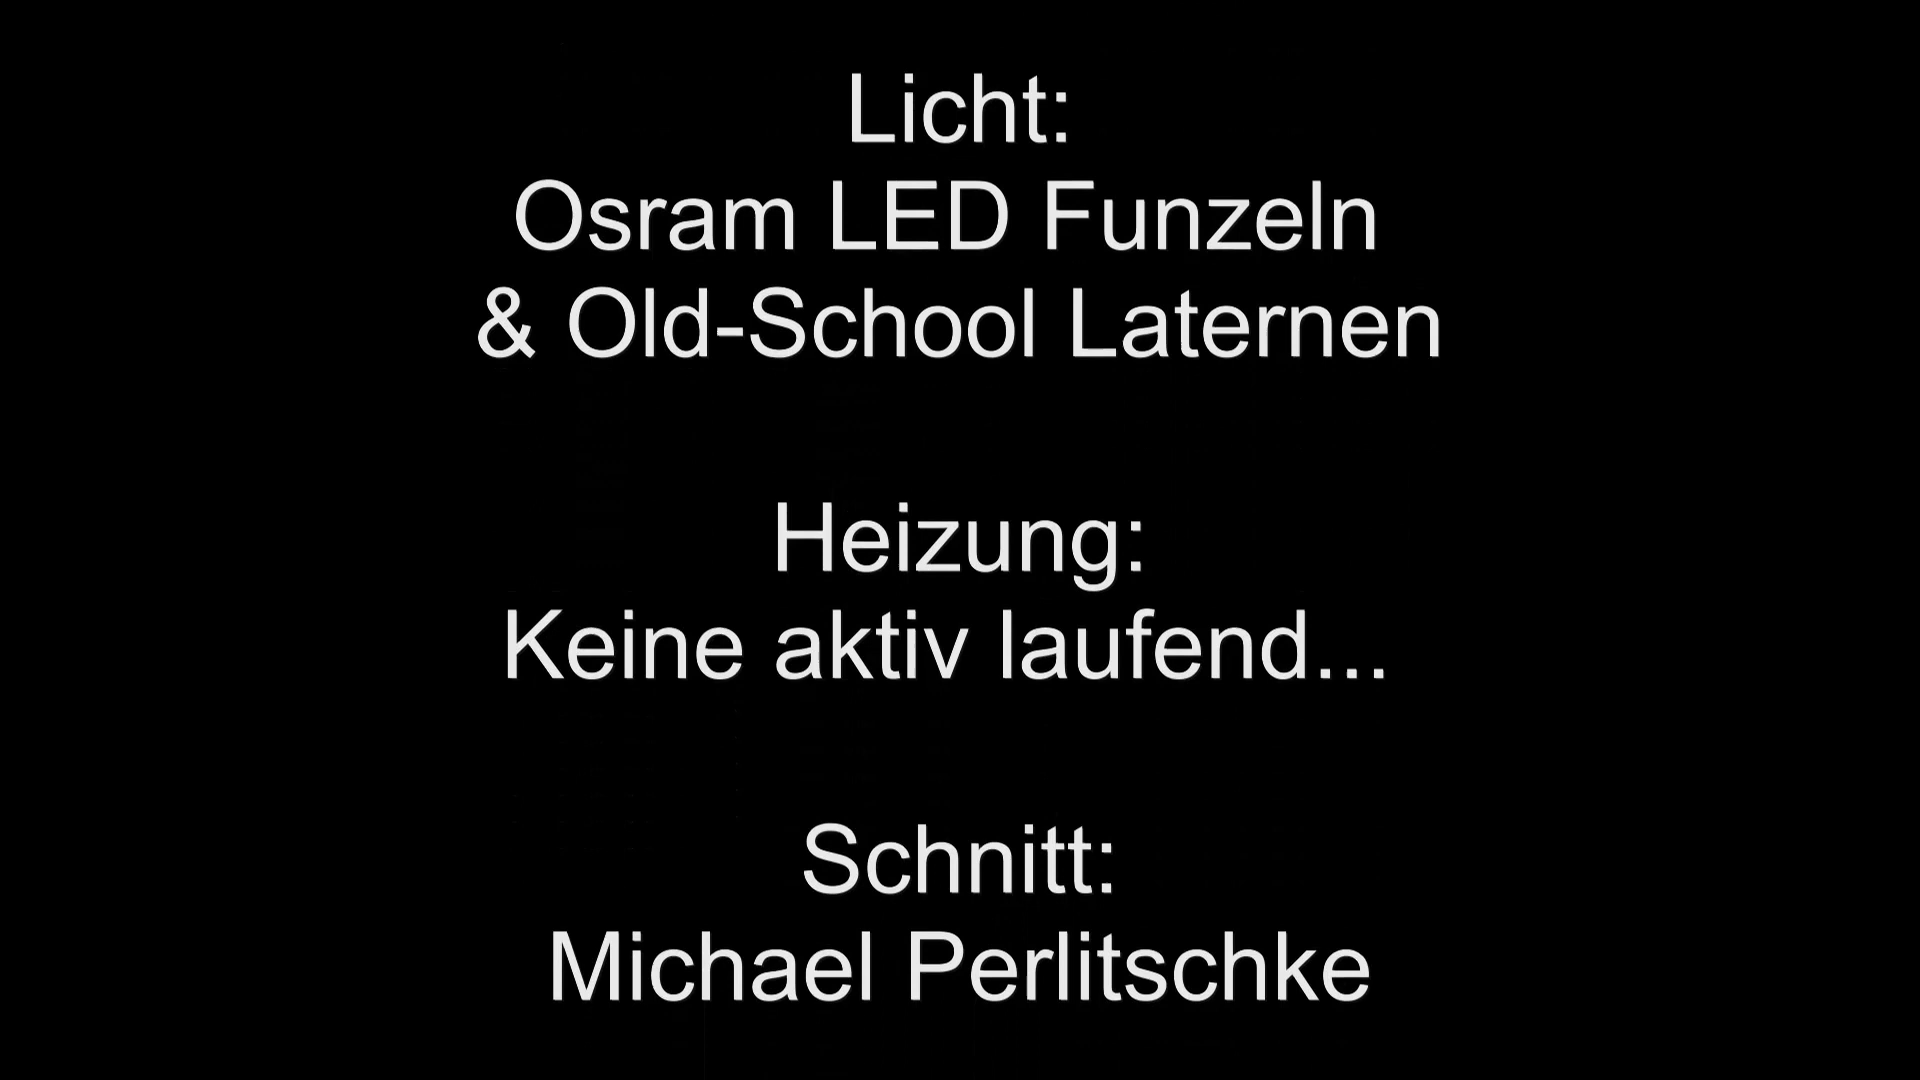 Licht:
Osram LED Funzeln
& Old-School Laternen
Heizung:
Keine aktiv laufend...
Schnitt:
Michael Perlitschke